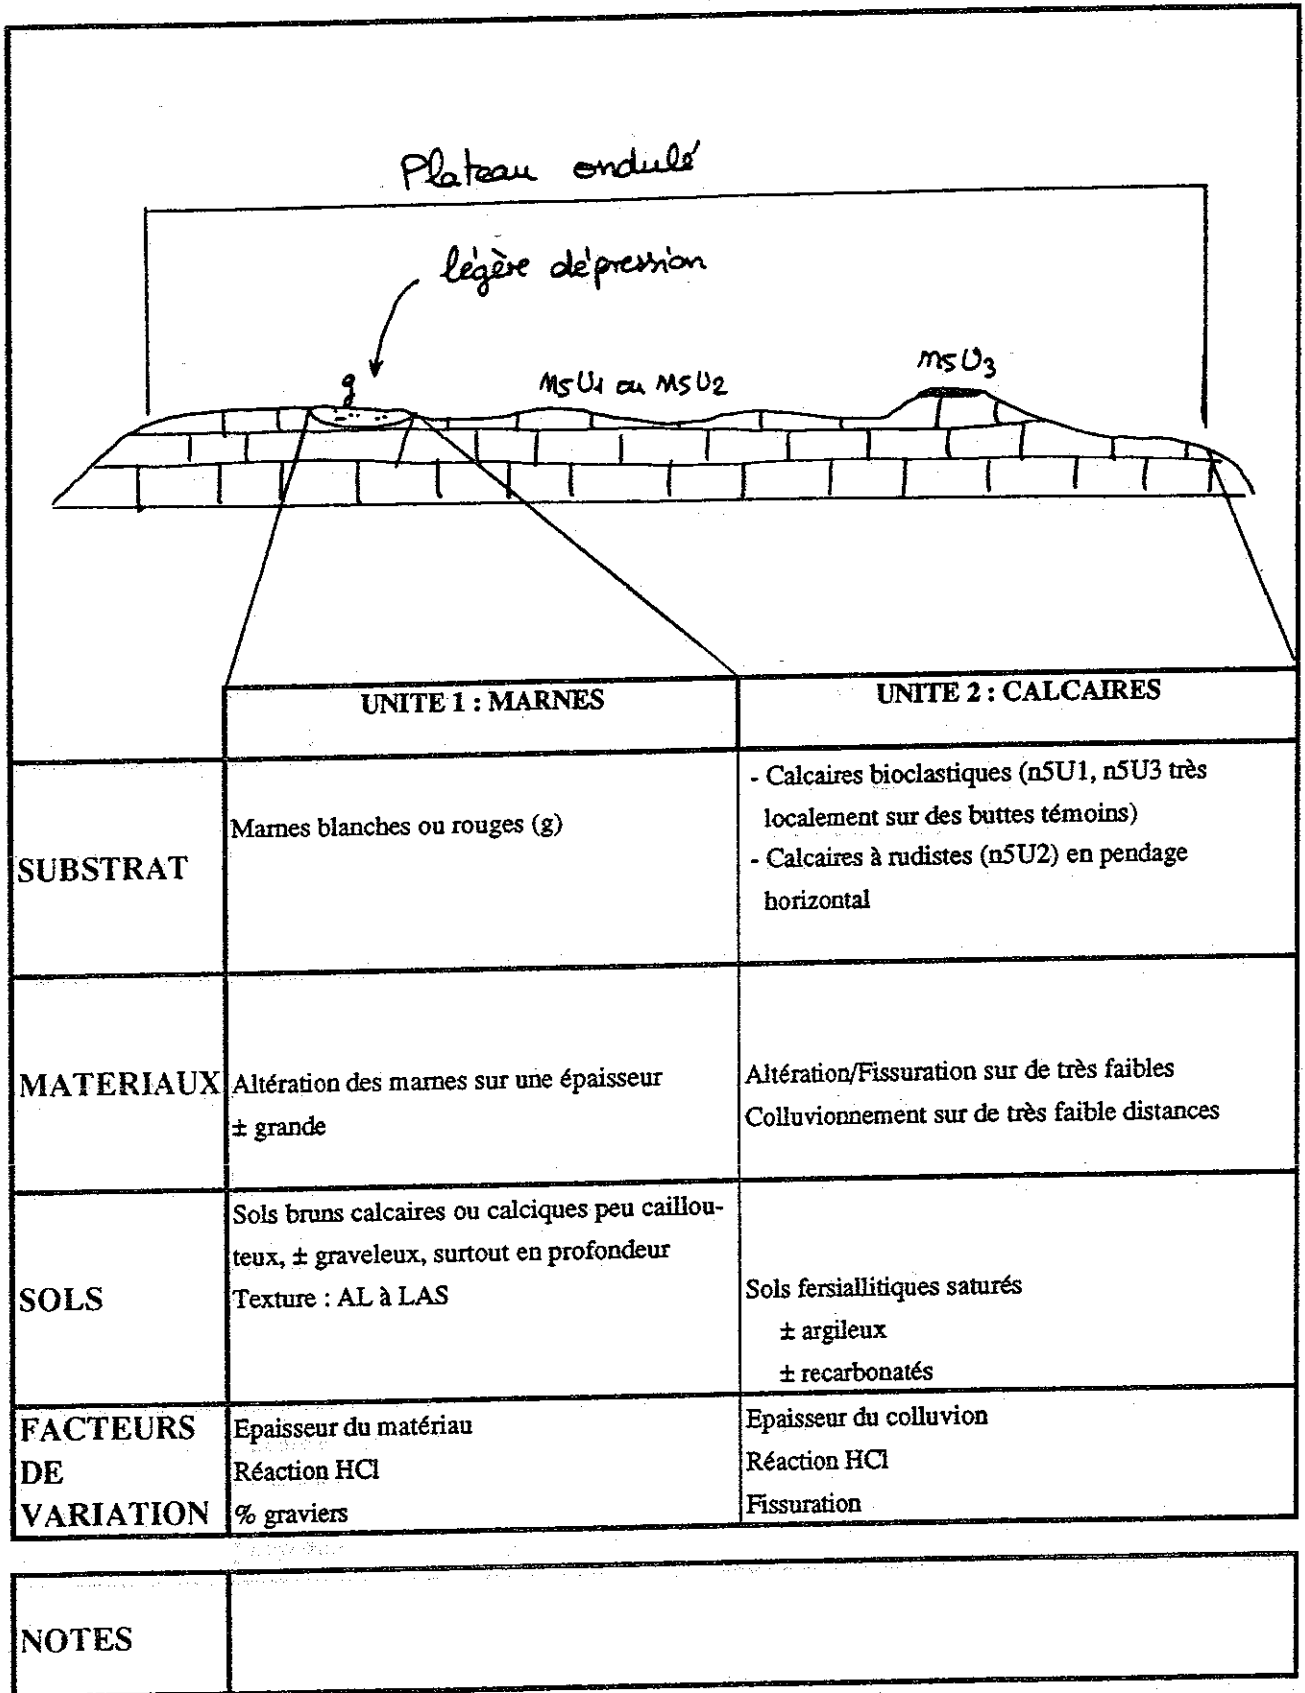 Plateau ondulé
légère dépression
g
n5U1 ou n5U2
n5U3
UNITE 1 : MARNES
UNITE 2 : CALCAIRES
SUBSTRAT
Marnes blanches ou rouges (g)
- Calcaires bioclastiques (n5U1, n5U3 très
localement sur des buttes témoins)
- Calcaires à rudistes (n5U2) en pendage
horizontal
MATERIAUX
Altération des marnes sur une épaisseur
± grande
Altération/Fissuration sur de très faibles
Colluvionnement sur de très faible distances
SOLS
Sols bruns calcaires ou calciques peu caillou-
teux, ± graveleux, surtout en profondeur
Texture : AL à LAS
Sols fersiallitiques saturés
± argileux
± recarbonatés
FACTEURS
DE
VARIATION
Epaisseur du matériau
Réaction HCl
% graviers
Epaisseur du colluvion
Réaction HCl
Fissuration
NOTES